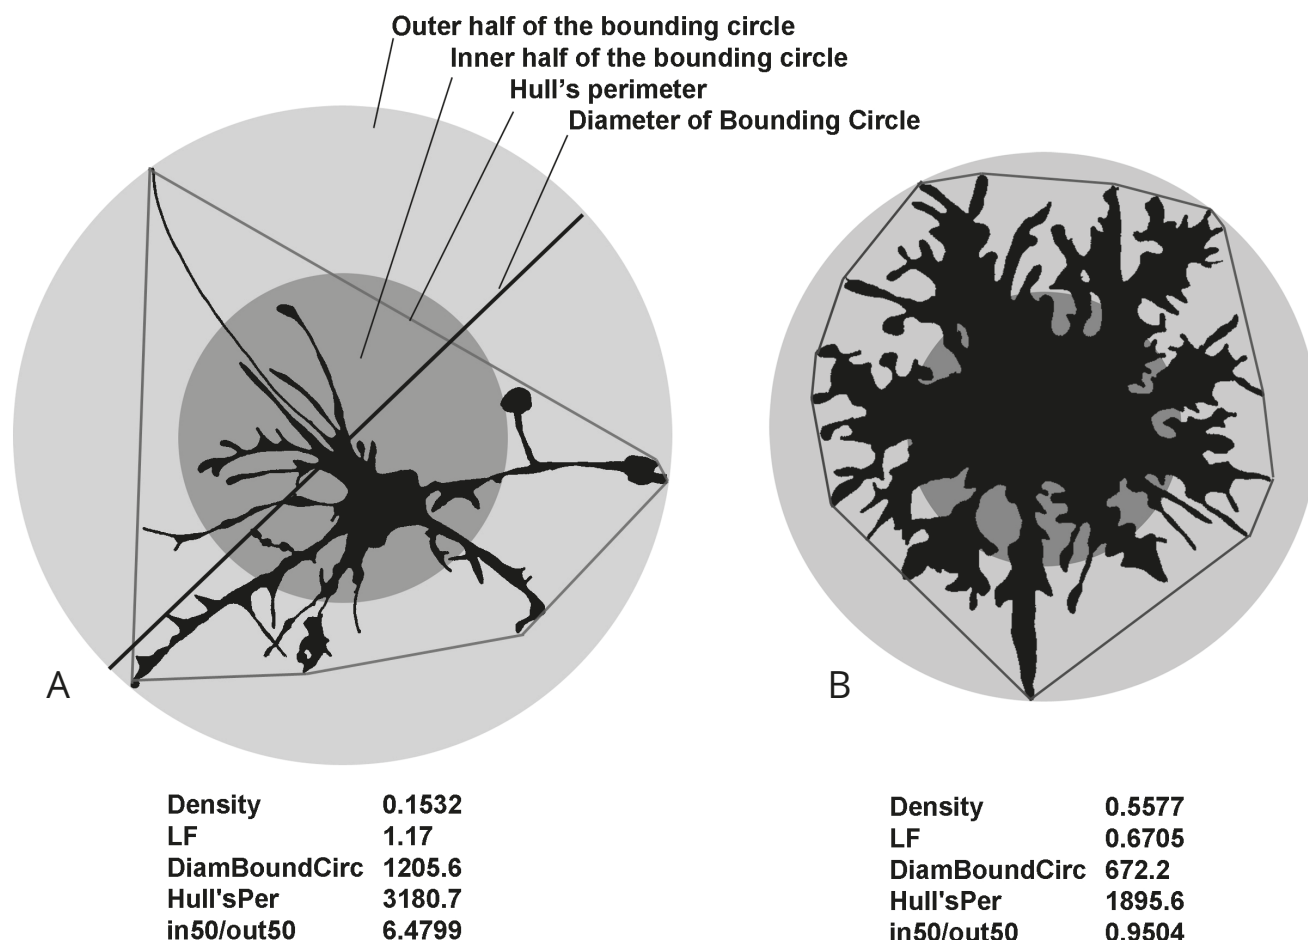 Outer half of the bounding circle
Inner half of the bounding circle
Hull's perimeter
Diameter of Bounding Circle
A
B
Density 0.1532
LF 1.17
DiamBoundCirc 1205.6
Hull'sPer 3180.7
in50/out50 6.4799
Density 0.5577
LF 0.6705
DiamBoundCirc 672.2
Hull'sPer 1895.6
in50/out50 0.9504